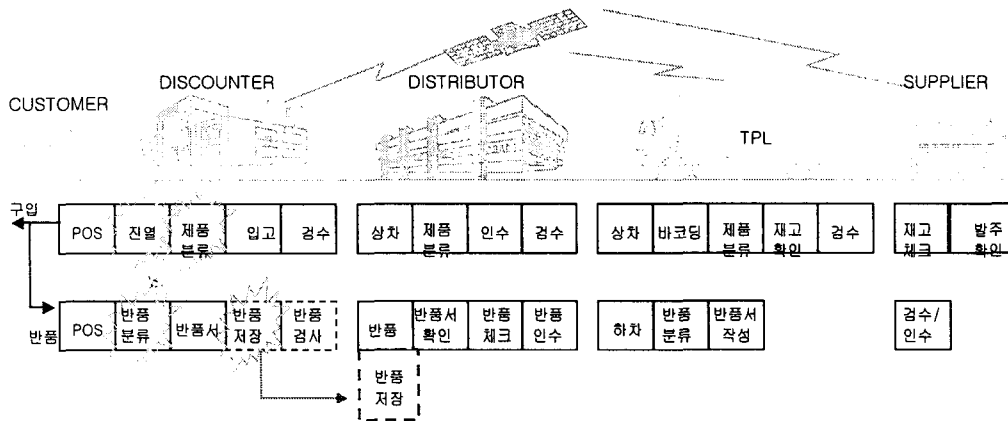 CUSTOMER
DISCOUNTER
DISTRIBUTOR
TPL
SUPPLIER
구입
POS
진열
제품
분류
입고
검수
상차
제품
분류
인수
검수
상차
바코딩
제품
분류
재고
확인
검수
재고
체크
발주
확인
반품
POS
반품
분류
반품서
반품
저장
반품
검사
반품
반품서
확인
반품
체크
반품
인수
하차
반품
분류
반품서
작성
검수/
인수
반품
저장